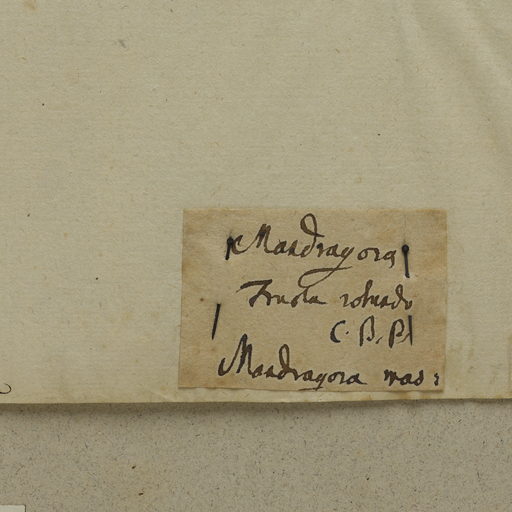 Mandragora
Fructu rotundo
C. B. P.
Mandragora mas: